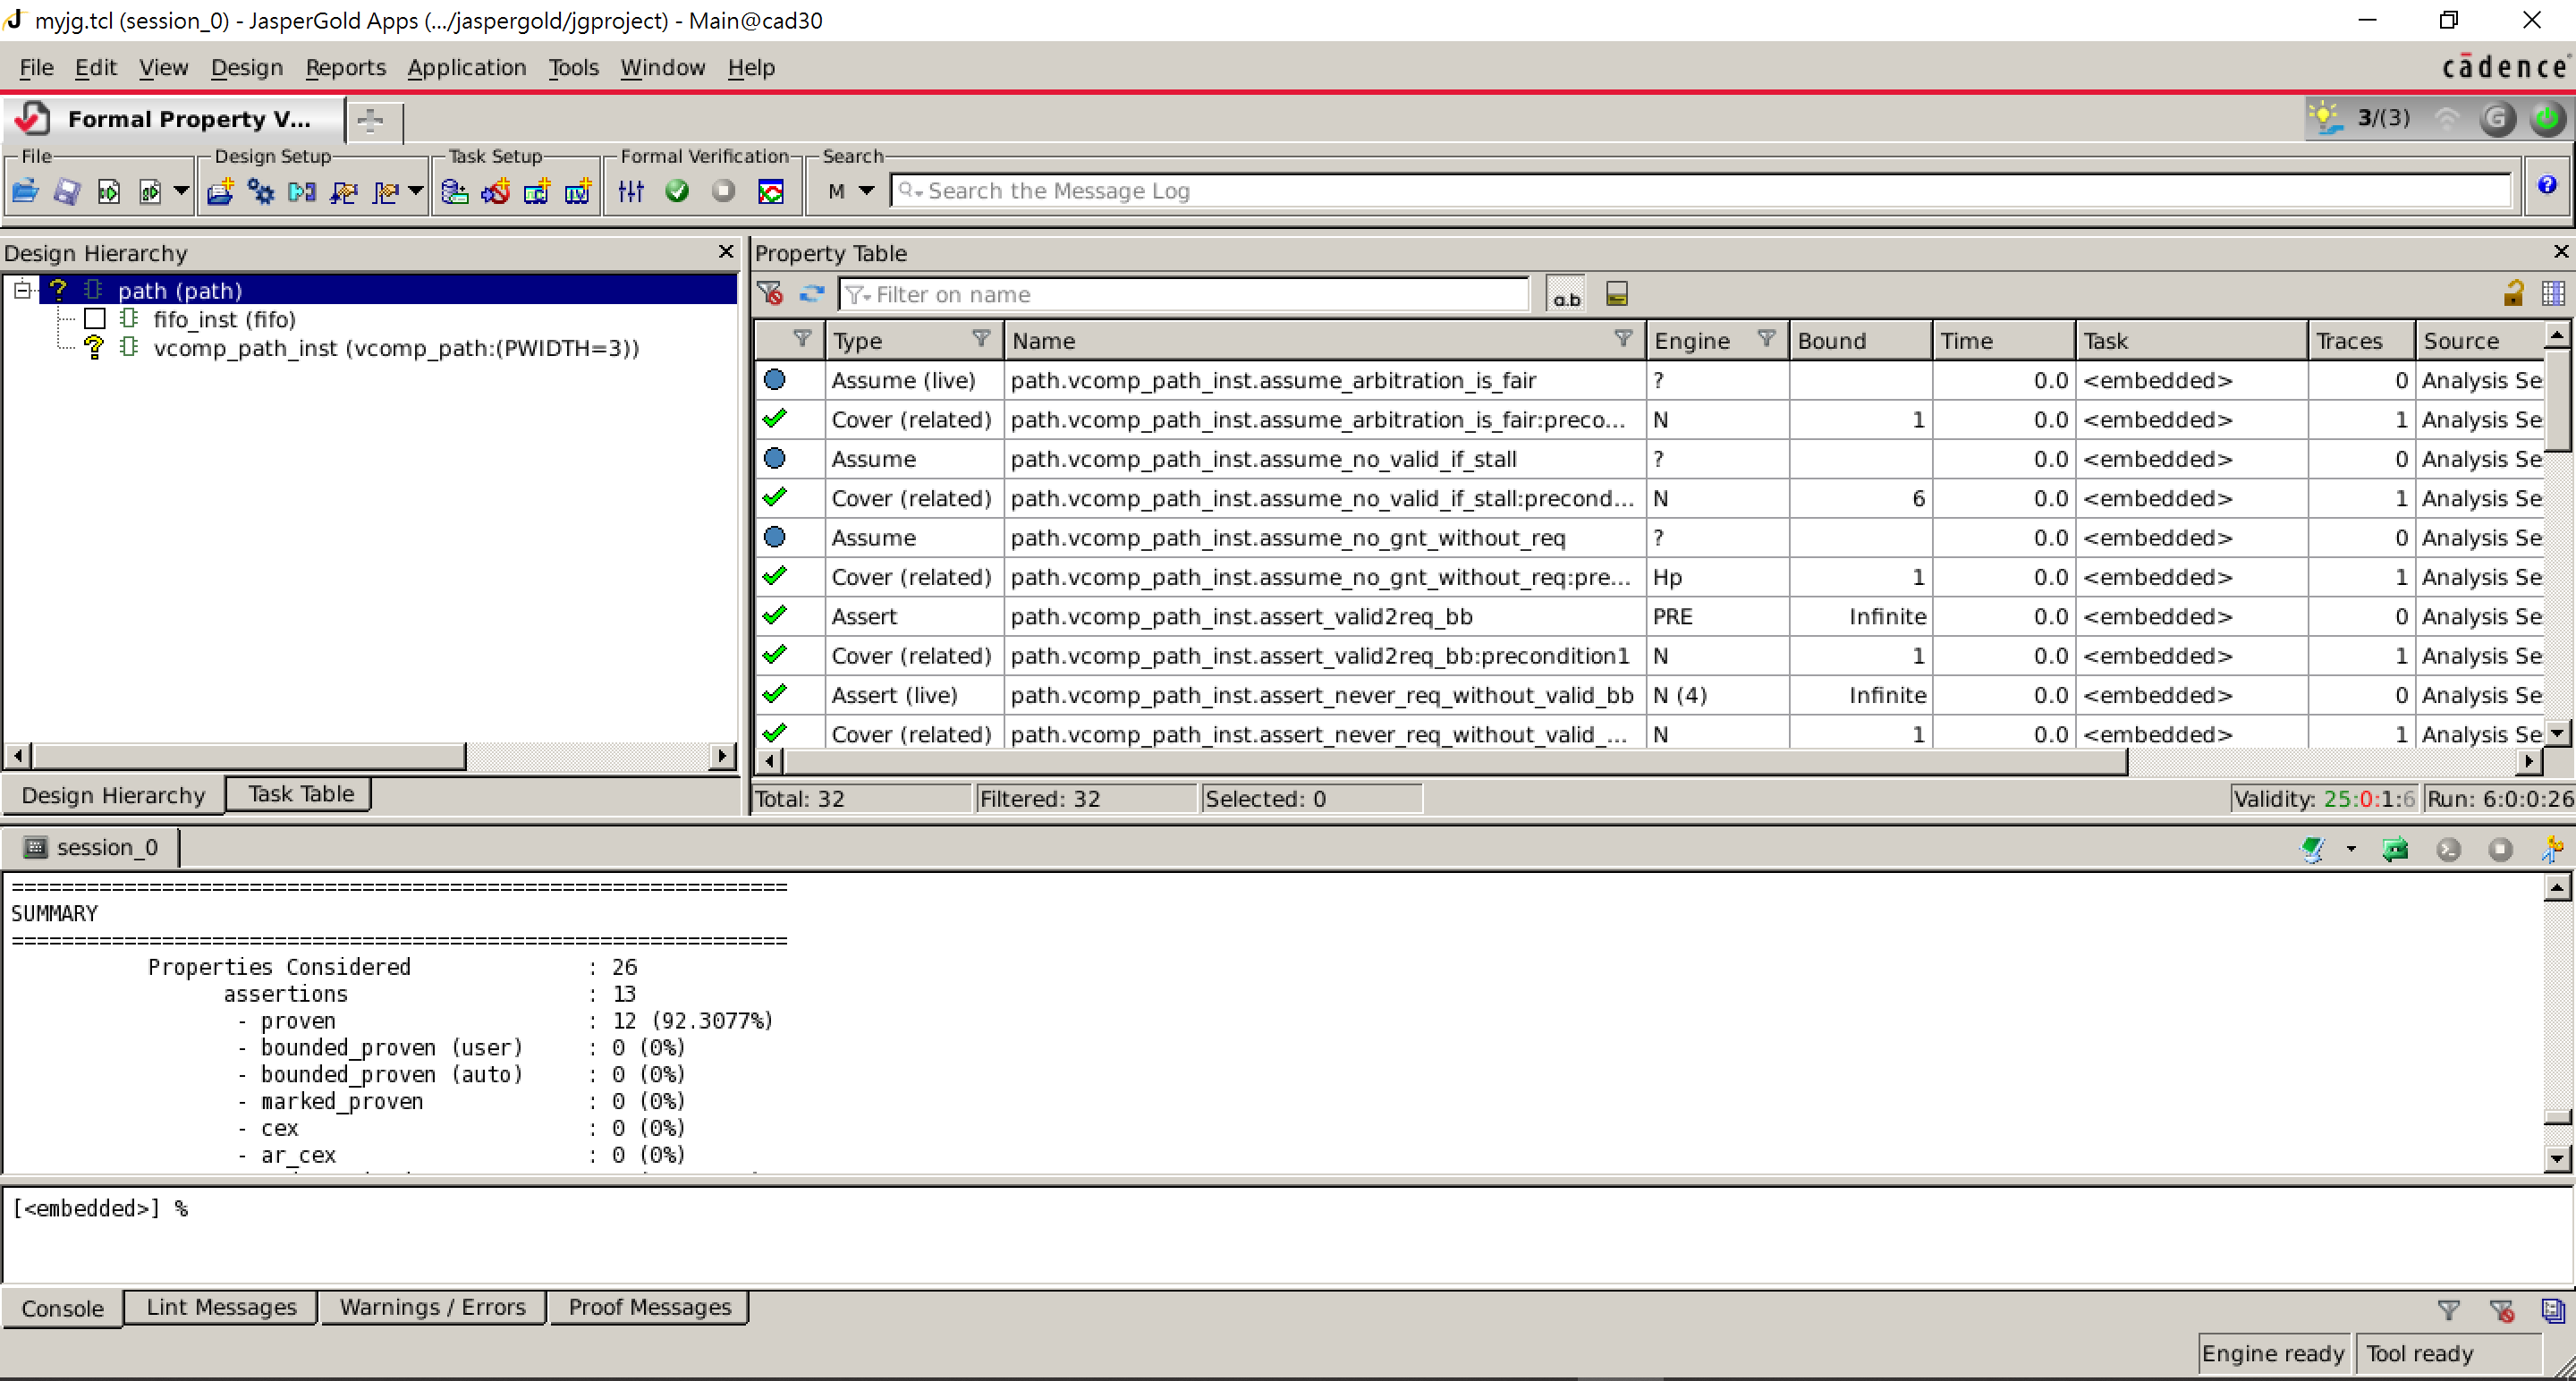 myjg.tcl (session_0) - JasperGold Apps (.../jaspergold/jgproject) - Main@cad30
File Edit View Design Reports Application Tools Window Help
cādence
Formal Property V...
3/(3)
File Design Setup Task Setup Formal Verification Search
M Search the Message Log
Design Hierarchy
path (path)
fifo_inst (fifo)
vcomp_path_inst (vcomp_path:(PWIDTH=3))
Design Hierarchy Task Table
Property Table
Filter on name
a.b
Type Name Engine Bound Time Task Traces Source
Assume (live) path.vcomp_path_inst.assume_arbitration_is_fair ? 0.0 <embedded> 0 Analysis Se
Cover (related) path.vcomp_path_inst.assume_arbitration_is_fair:preco... N 1 0.0 <embedded> 1 Analysis Se
Assume path.vcomp_path_inst.assume_no_valid_if_stall ? 0.0 <embedded> 0 Analysis Se
Cover (related) path.vcomp_path_inst.assume_no_valid_if_stall:precond... N 6 0.0 <embedded> 1 Analysis Se
Assume path.vcomp_path_inst.assume_no_gnt_without_req ? 0.0 <embedded> 0 Analysis Se
Cover (related) path.vcomp_path_inst.assume_no_gnt_without_req:pre... Hp 1 0.0 <embedded> 1 Analysis Se
Assert path.vcomp_path_inst.assert_valid2req_bb PRE Infinite 0.0 <embedded> 0 Analysis Se
Cover (related) path.vcomp_path_inst.assert_valid2req_bb:precondition1 N 1 0.0 <embedded> 1 Analysis Se
Assert (live) path.vcomp_path_inst.assert_never_req_without_valid_bb N (4) Infinite 0.0 <embedded> 0 Analysis Se
Cover (related) path.vcomp_path_inst.assert_never_req_without_valid_... N 1 0.0 <embedded> 1 Analysis Se
Total: 32 Filtered: 32 Selected: 0 Validity: 25:0:1:6 Run: 6:0:0:26
session_0
==============================================================
SUMMARY
==============================================================
Properties Considered : 26
assertions : 13
- proven : 12 (92.3077%)
- bounded_proven (user) : 0 (0%)
- bounded_proven (auto) : 0 (0%)
- marked_proven : 0 (0%)
- cex : 0 (0%)
- ar_cex : 0 (0%)
[<embedded>] %
Console Lint Messages Warnings / Errors Proof Messages
Engine ready Tool ready